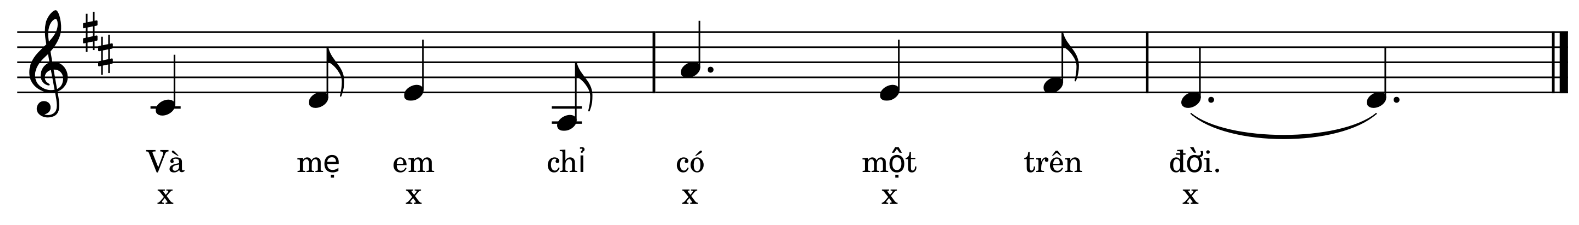 Và mẹ em chỉ có một trên đời.
x x x x x